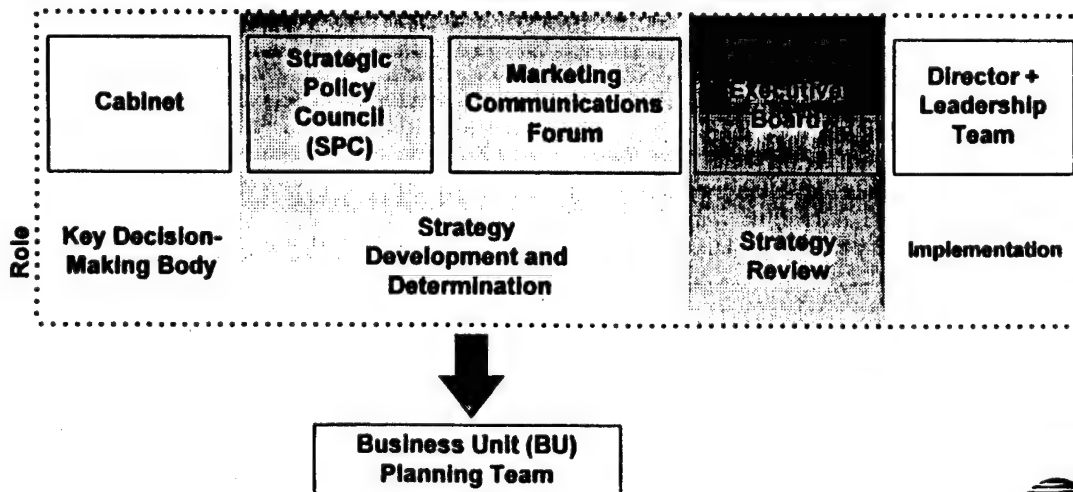 Cabinet
Strategic
Policy
Council
(SPC)
Marketing
Communications
Forum
Executive
Board
Director +
Leadership
Team
Role
Key Decision-
Making Body
Strategy
Development and
Determination
Strategy
Review
Implementation
Business Unit (BU)
Planning Team